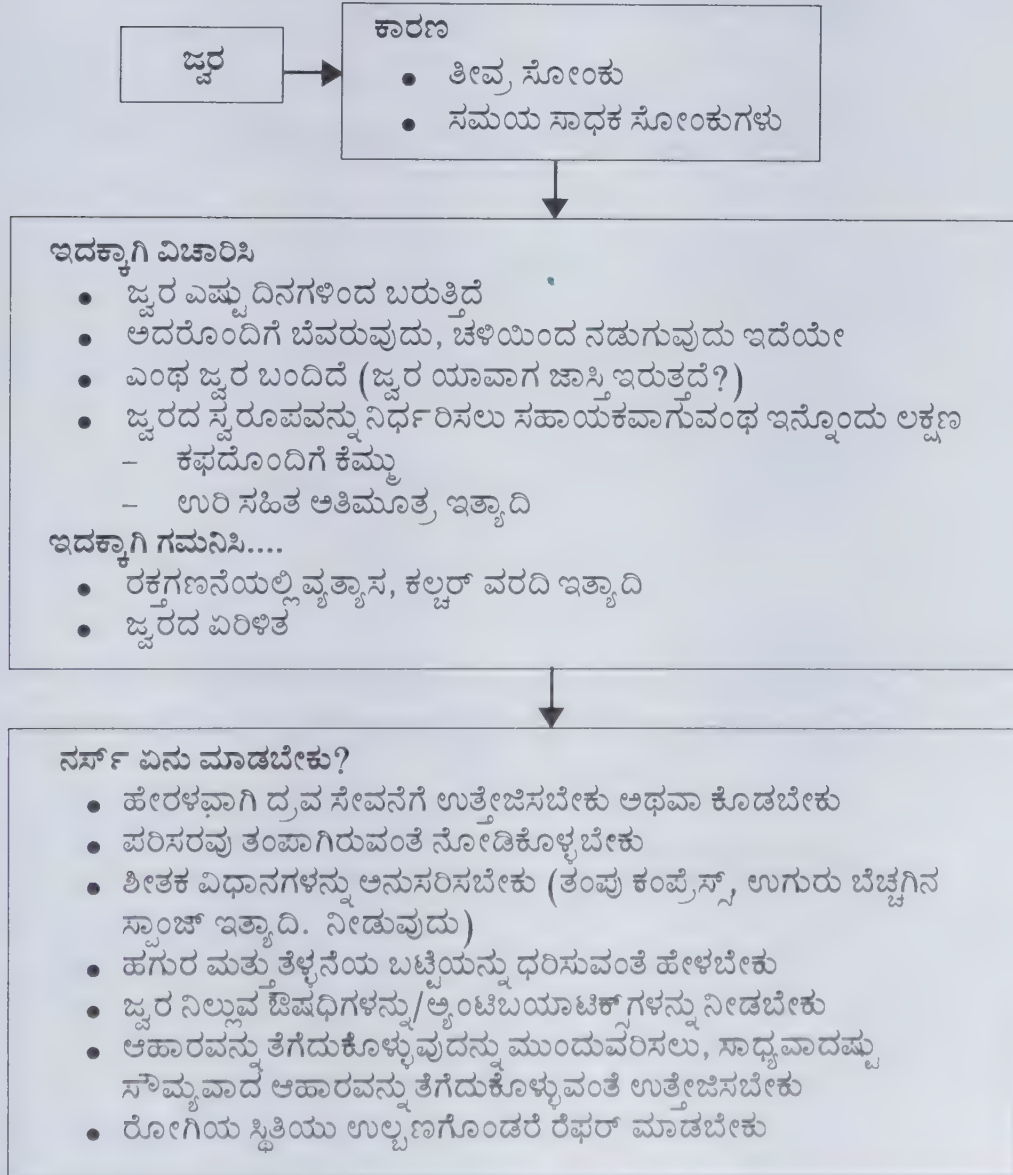 ಜ್ವರ
ಕಾರಣ
• ತೀವ್ರ ಸೋಂಕು
• ಸಮಯ ಸಾಧಕ ಸೋಂಕುಗಳು
ಇದಕ್ಕಾಗಿ ವಿಚಾರಿಸಿ
• ಜ್ವರ ಎಷ್ಟು ದಿನಗಳಿಂದ ಬರುತ್ತಿದೆ
• ಅದರೊಂದಿಗೆ ಬೆವರುವುದು, ಚಳಿಯಿಂದ ನಡುಗುವುದು ಇದೆಯೇ
• ಎಂಥ ಜ್ವರ ಬಂದಿದೆ (ಜ್ವರ ಯಾವಾಗ ಜಾಸ್ತಿ ಇರುತ್ತದೆ?)
• ಜ್ವರದ ಸ್ವರೂಪವನ್ನು ನಿರ್ಧರಿಸಲು ಸಹಾಯಕವಾಗುವಂಥ ಇನ್ನೊಂದು ಲಕ್ಷಣ
– ಕಫದೊಂದಿಗೆ ಕೆಮ್ಮು
– ಉರಿ ಸಹಿತ ಅತಿಮೂತ್ರ ಇತ್ಯಾದಿ
ಇದಕ್ಕಾಗಿ ಗಮನಿಸಿ....
• ರಕ್ತಗಣನೆಯಲ್ಲಿ ವ್ಯತ್ಯಾಸ, ಕಲ್ಚರ್ ವರದಿ ಇತ್ಯಾದಿ
• ಜ್ವರದ ಏರಿಳಿತ
ನರ್ಸ್ ಏನು ಮಾಡಬೇಕು?
• ಹೇರಳವಾಗಿ ದ್ರವ ಸೇವನೆಗೆ ಉತ್ತೇಜಿಸಬೇಕು ಅಥವಾ ಕೊಡಬೇಕು
• ಪರಿಸರವು ತಂಪಾಗಿರುವಂತೆ ನೋಡಿಕೊಳ್ಳಬೇಕು
• ಶೀತಕ ವಿಧಾನಗಳನ್ನು ಅನುಸರಿಸಬೇಕು (ತಂಪು ಕಂಪ್ರೆಸ್ಸ್, ಉಗುರು ಬೆಚ್ಚಗಿನ
ಸ್ಪಾಂಜ್ ಇತ್ಯಾದಿ. ನೀಡುವುದು)
• ಹಗುರ ಮತ್ತು ತೆಳ್ಳನೆಯ ಬಟ್ಟೆಯನ್ನು ಧರಿಸುವಂತೆ ಹೇಳಬೇಕು
• ಜ್ವರ ನಿಲ್ಲುವ ಔಷಧಿಗಳನ್ನು/ಆ್ಯಂಟಿಬಯಾಟಿಕ್ಸ್‌ಗಳನ್ನು ನೀಡಬೇಕು
• ಆಹಾರವನ್ನು ತೆಗೆದುಕೊಳ್ಳುವುದನ್ನು ಮುಂದುವರಿಸಲು, ಸಾಧ್ಯವಾದಷ್ಟು
ಸೌಮ್ಯವಾದ ಆಹಾರವನ್ನು ತೆಗೆದುಕೊಳ್ಳುವಂತೆ ಉತ್ತೇಜಿಸಬೇಕು
• ರೋಗಿಯ ಸ್ಥಿತಿಯು ಉಲ್ಬಣಗೊಂಡರೆ ರೆಫರ್ ಮಾಡಬೇಕು